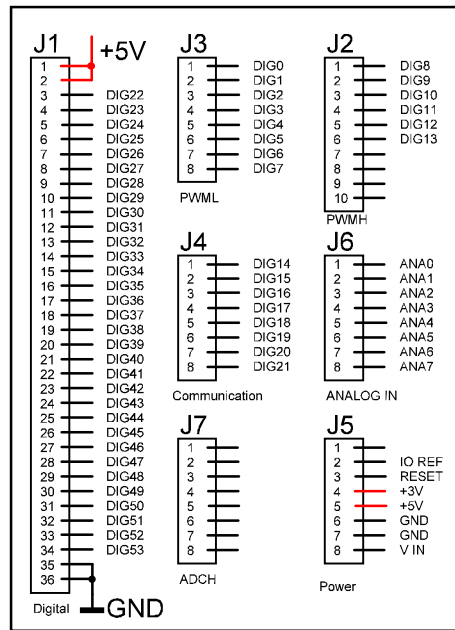 J1
+5V
1
2
3 DIG22
4 DIG23
5 DIG24
6 DIG25
7 DIG26
8 DIG27
9 DIG28
10 DIG29
11 DIG30
12 DIG31
13 DIG32
14 DIG33
15 DIG34
16 DIG35
17 DIG36
18 DIG37
19 DIG38
20 DIG39
21 DIG40
22 DIG41
23 DIG42
24 DIG43
25 DIG44
26 DIG45
27 DIG46
28 DIG47
29 DIG48
30 DIG49
31 DIG50
32 DIG51
33 DIG52
34 DIG53
35
36
Digital
GND
J3
1 DIG0
2 DIG1
3 DIG2
4 DIG3
5 DIG4
6 DIG5
7 DIG6
8 DIG7
PWML
J2
1 DIG8
2 DIG9
3 DIG10
4 DIG11
5 DIG12
6 DIG13
7
8
9
10
PWMH
J4
1 DIG14
2 DIG15
3 DIG16
4 DIG17
5 DIG18
6 DIG19
7 DIG20
8 DIG21
Communication
J6
1 ANA0
2 ANA1
3 ANA2
4 ANA3
5 ANA4
6 ANA5
7 ANA6
8 ANA7
ANALOG IN
J7
1
2
3
4
5
6
7
8
ADCH
J5
1
2 IO REF
3 RESET
4 +3V
5 +5V
6 GND
7 GND
8 V IN
Power